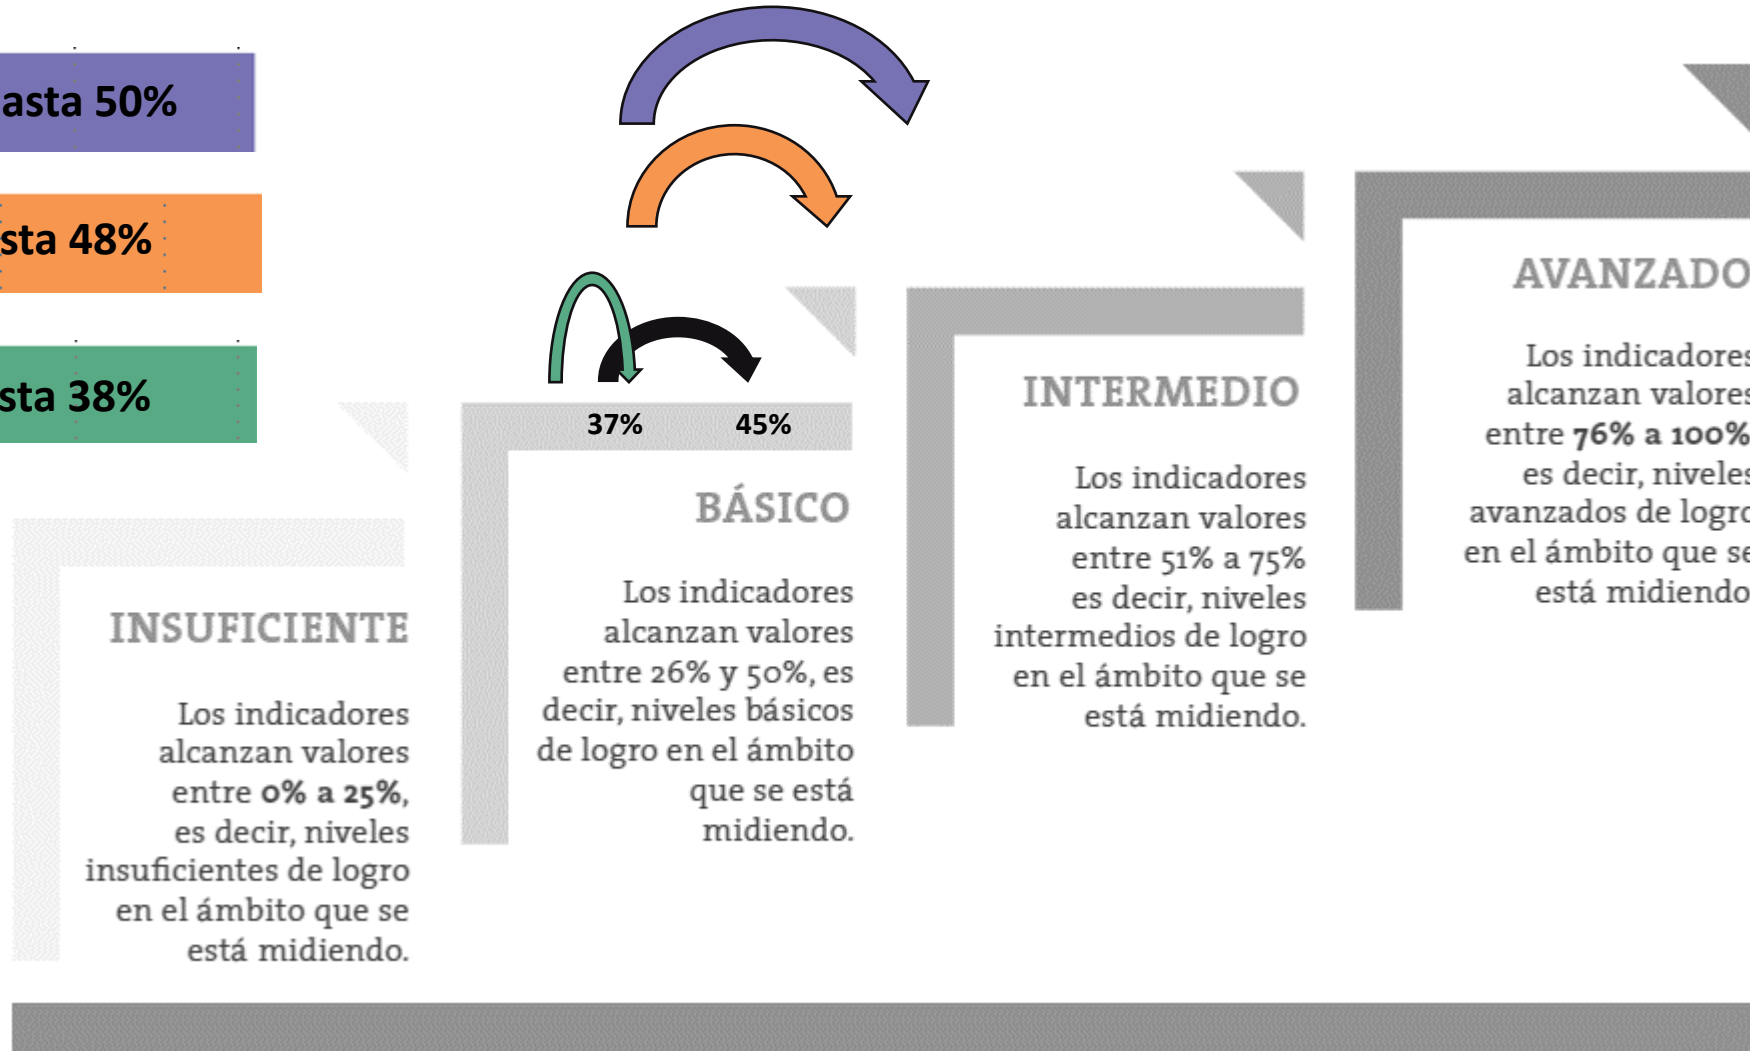 asta 50%
sta 48%
sta 38%
INSUFICIENTE
Los indicadores
alcanzan valores
entre 0% a 25%,
es decir, niveles
insuficientes de logro
en el ámbito que se
está midiendo.
37% 45%
BÁSICO
Los indicadores
alcanzan valores
entre 26% y 50%, es
decir, niveles básicos
de logro en el ámbito
que se está
midiendo.
INTERMEDIO
Los indicadores
alcanzan valores
entre 51% a 75%
es decir, niveles
intermedios de logro
en el ámbito que se
está midiendo.
AVANZADO
Los indicadores
alcanzan valores
entre 76% a 100%
es decir, niveles
avanzados de logro
en el ámbito que se
está midiendo